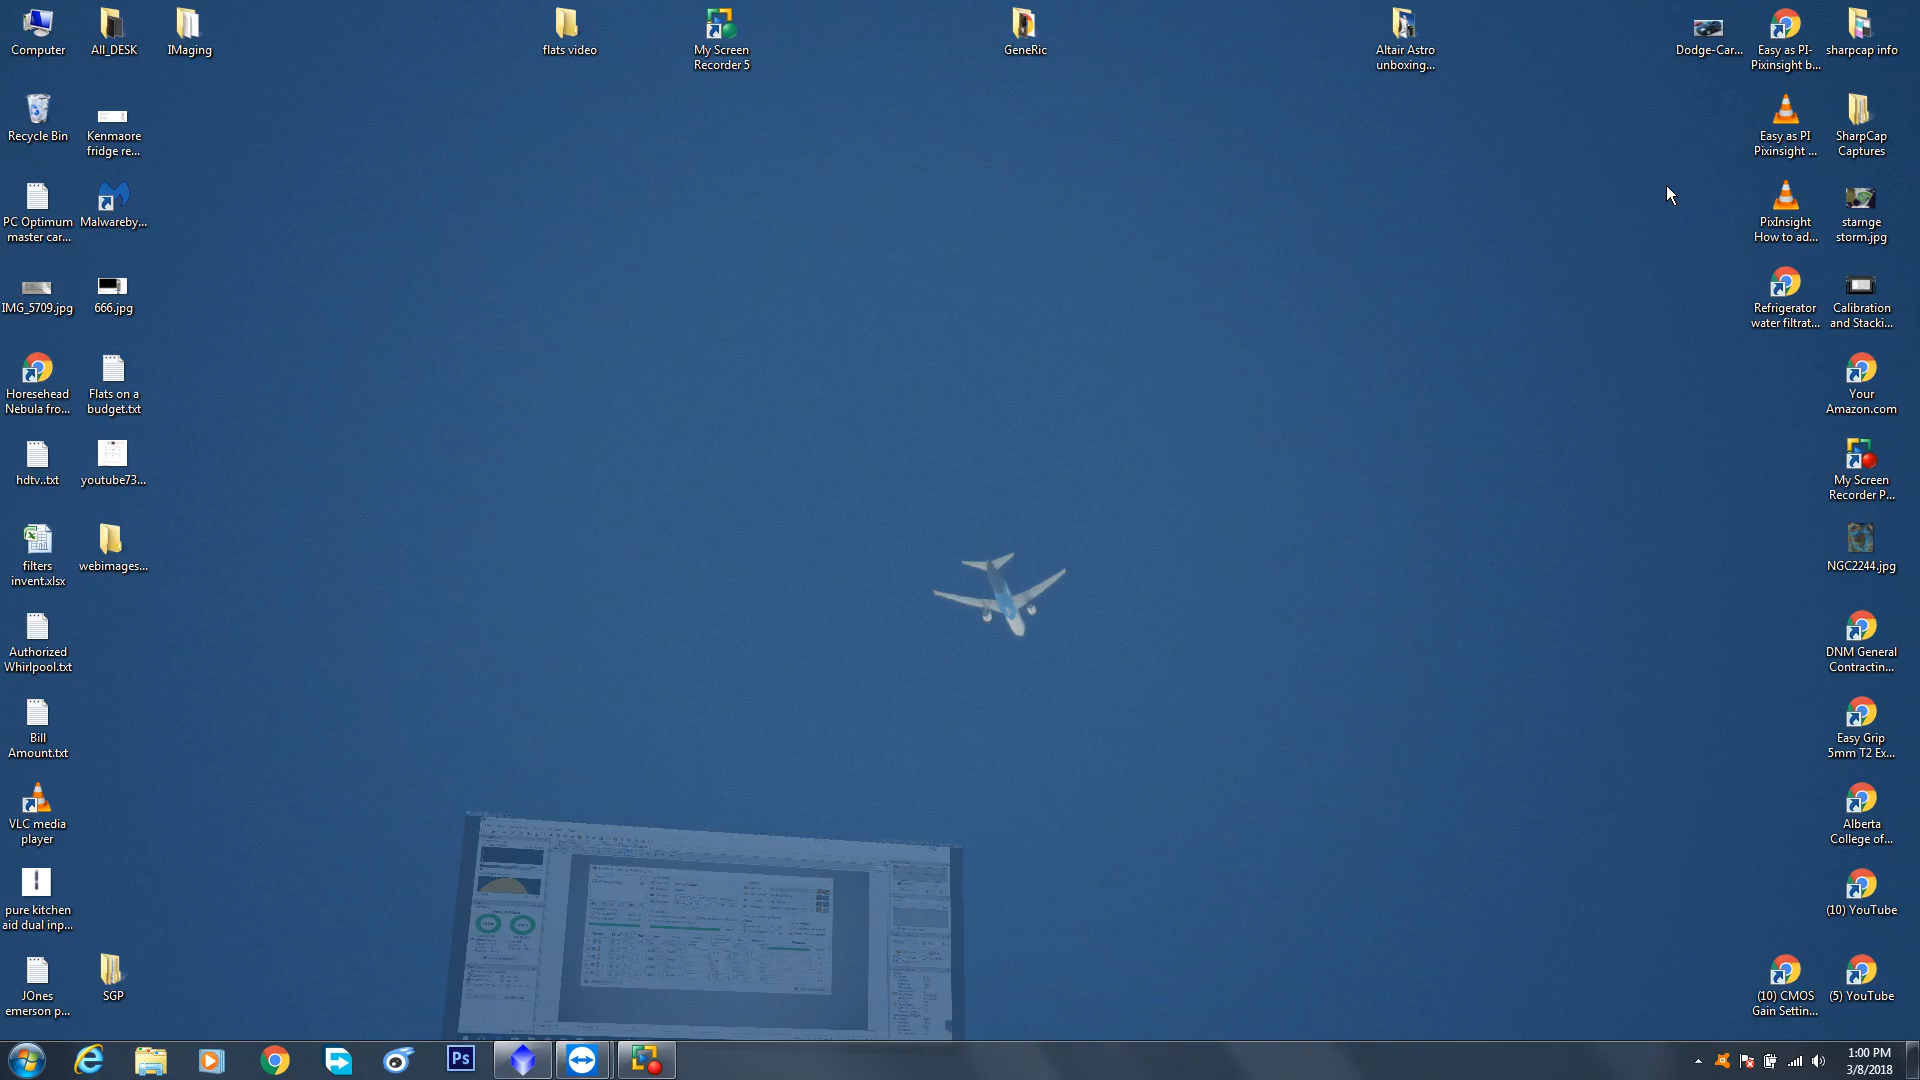 Computer
All_DESK
IMaging
flats video
My Screen
Recorder 5
GeneRic
Altair Astro
unboxing...
Dodge-Car...
Easy as PI-
Pixinsight b...
sharpcap info
Recycle Bin
Kenmaore
fridge re...
Easy as PI
Pixinsight ...
SharpCap
Captures
PC Optimum
master car...
Malwareby...
PixInsight
How to ad...
starnge
storm.jpg
IMG_5709.jpg
666.jpg
Refrigerator
water filtrat...
Calibration
and Stacki...
Horesehead
Nebula fro...
Flats on a
budget.txt
Your
Amazon.com
hdtv..txt
youtube73...
My Screen
Recorder P...
filters
invent.xlsx
webimages...
NGC2244.jpg
Authorized
Whirlpool.txt
DNM General
Contractin...
Bill
Amount.txt
Easy Grip
5mm T2 Ex...
VLC media
player
Alberta
College of...
pure kitchen
aid dual inp...
(10) YouTube
JOnes
emerson p...
SGP
(10) CMOS
Gain Settin...
(5) YouTube
Ps
1:00 PM
3/8/2018